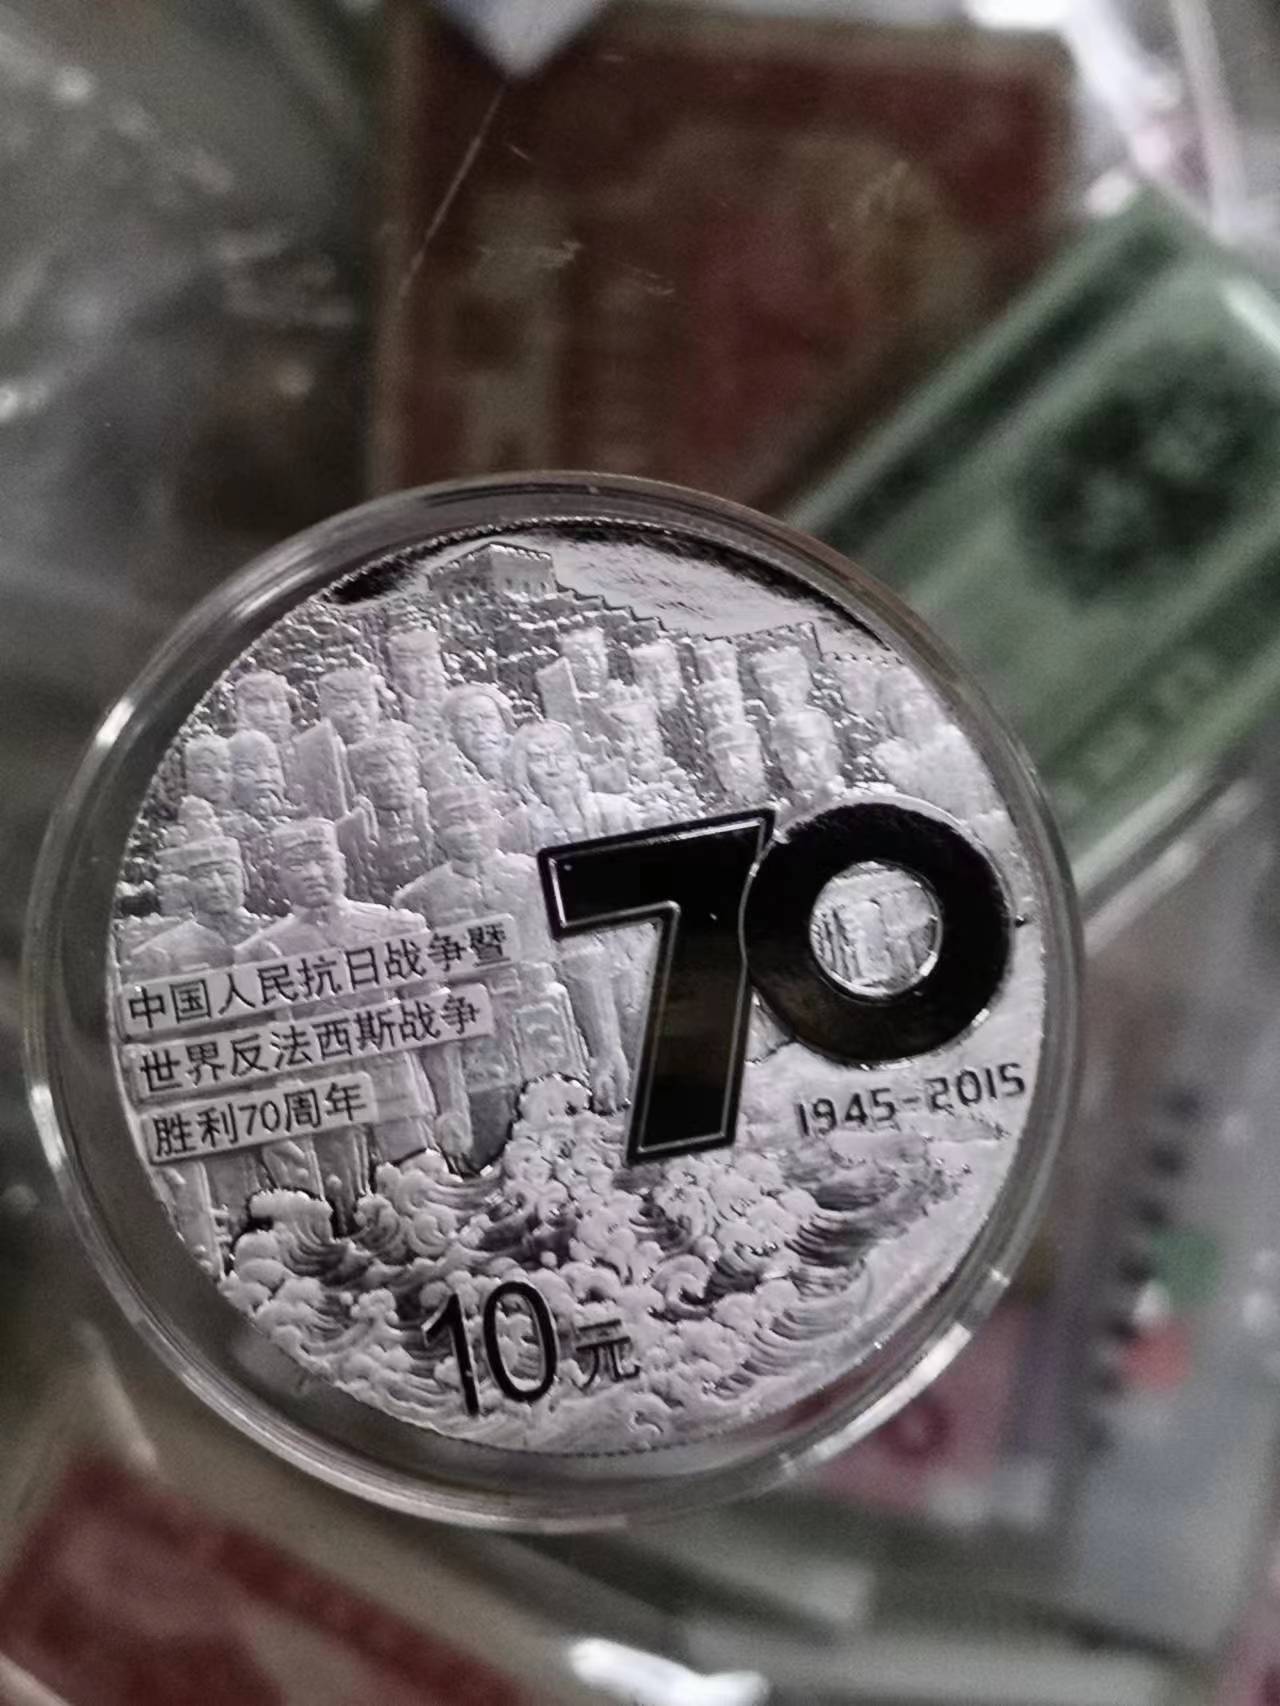 中国人民抗日战争暨
世界反法西斯战争
胜利70周年
70
1945-2015
10元